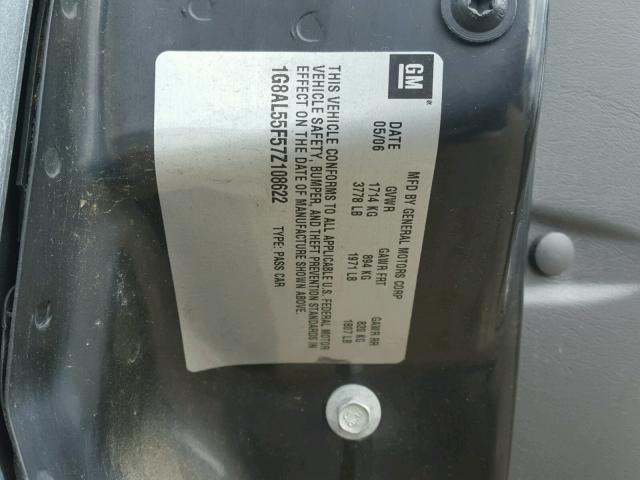 GM
MFD BY GENERAL MOTORS CORP
DATE GVWR GAWR FRT GAWR RR
05/06 1714 KG 894 KG 820 KG
3778 LB 1971 LB 1807 LB
THIS VEHICLE CONFORMS TO ALL APPLICABLE U.S. FEDERAL MOTOR
VEHICLE SAFETY, BUMPER, AND THEFT PREVENTION STANDARDS IN
EFFECT ON THE DATE OF MANUFACTURE SHOWN ABOVE.
1G8AL55F57Z108622 TYPE: PASS CAR